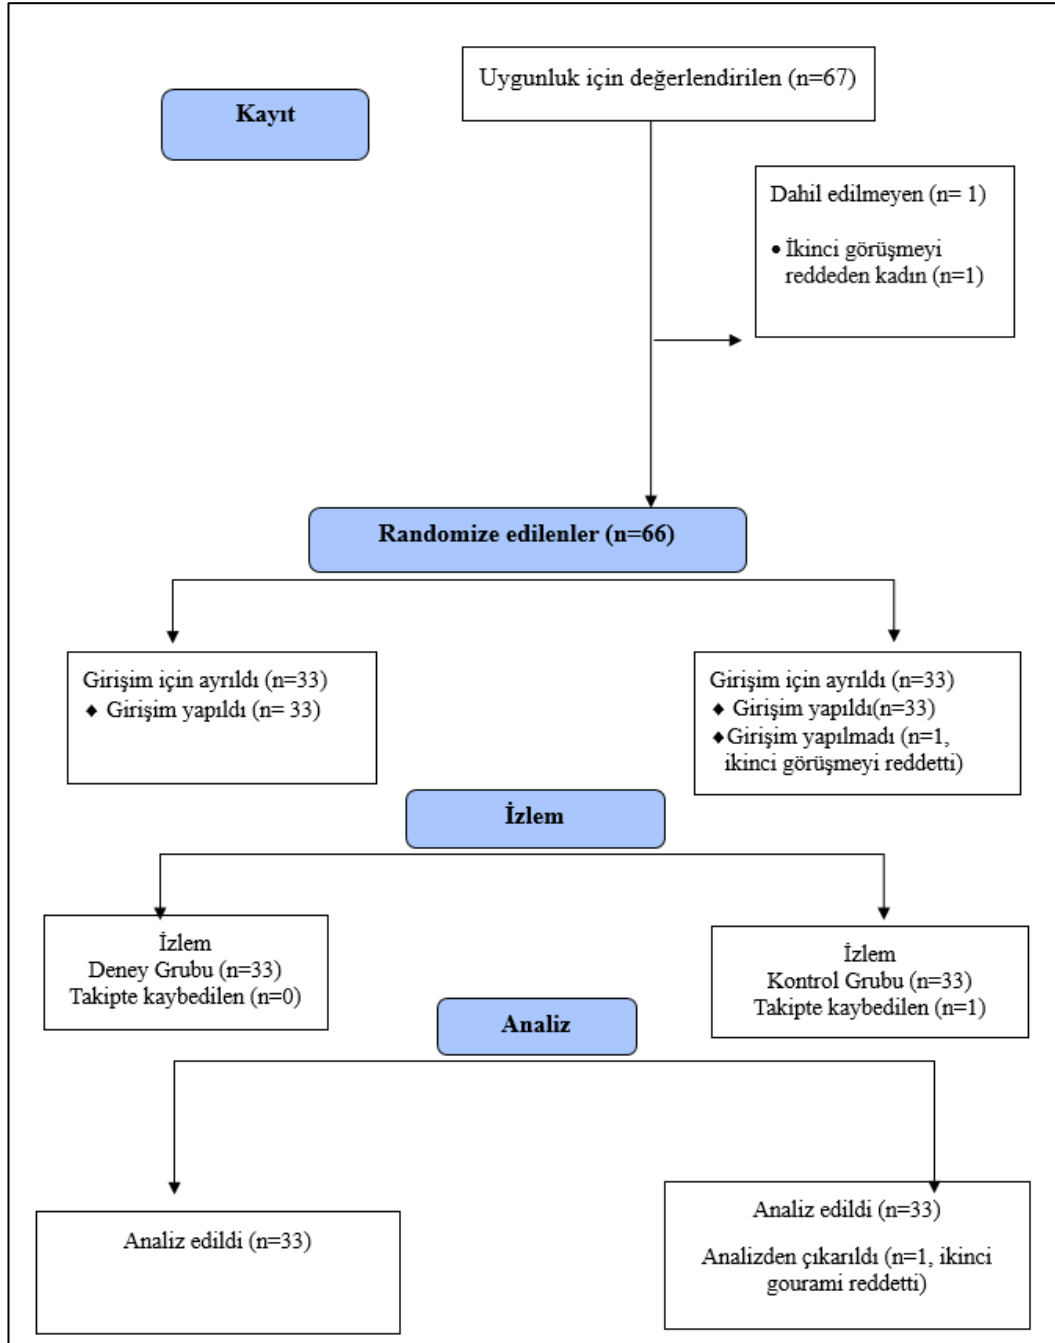 Uygunluk için değerlendirilen (n=67)
Kayıt
Dahil edilmeyen (n= 1)
• İkinci görüşmeyi
reddeden kadın (n=1)
Randomize edilenler (n=66)
Girişim için ayrıldı (n=33)
♦ Girişim yapıldı (n= 33)
Girişim için ayrıldı (n=33)
♦ Girişim yapıldı(n=33)
♦Girişim yapılmadı (n=1,
ikinci görüşmeyi reddetti)
İzlem
İzlem
Deney Grubu (n=33)
Takipte kaybedilen (n=0)
İzlem
Kontrol Grubu (n=33)
Takipte kaybedilen (n=1)
Analiz
Analiz edildi (n=33)
Analiz edildi (n=33)
Analizden çıkarıldı (n=1, ikinci
gourami reddetti)